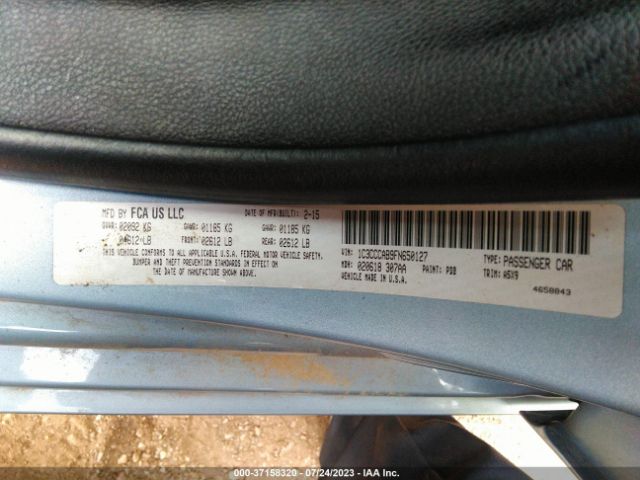 MFD BY FCA US LLC DATE OF MFR(BUILT): 2-15
GVWR: 02092 KG GAWR: 01185 KG GAWR: 01185 KG
04612 LB FRONT: 02612 LB REAR: 02612 LB
THIS VEHICLE CONFORMS TO ALL APPLICABLE U.S.A. FEDERAL MOTOR VEHICLE SAFETY,
BUMPER AND THEFT PREVENTION STANDARDS IN EFFECT ON
THE DATE OF MANUFACTURE SHOWN ABOVE.
VIN: 1C3CCCAB9FN650127 TYPE: PASSENGER CAR
MDH: 020618 307AA PAINT: PDB TRIM: A5X9
VEHICLE MADE IN U.S.A.
4658843
000-37158320 - 07/24/2023 - IAA Inc.